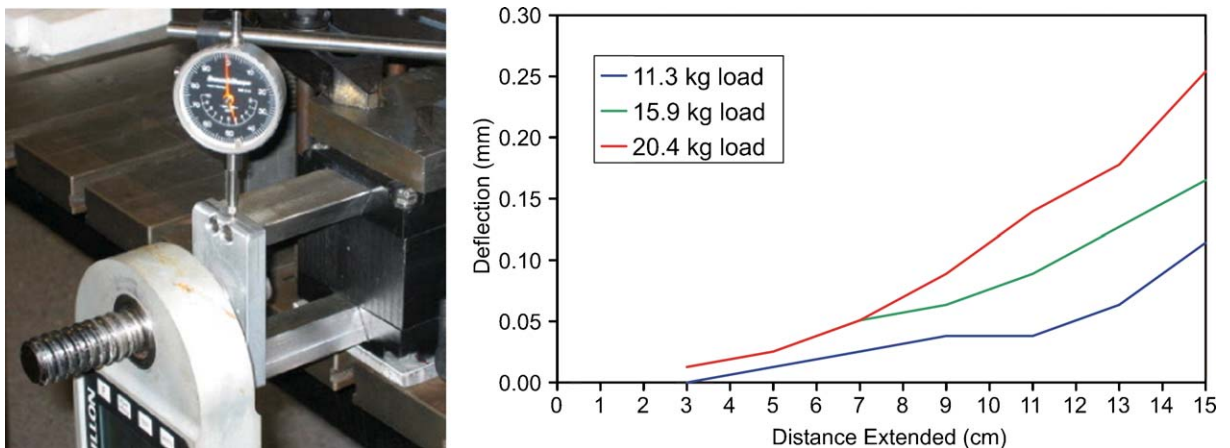 NOTTI
0.30
0.25
0.20
0.15
0.10
0.05
0.00
Deflection (mm)
11.3 kg load
15.9 kg load
20.4 kg load
0 1 2 3 4 5 6 7 8 9 10 11 12 13 14 15
Distance Extended (cm)